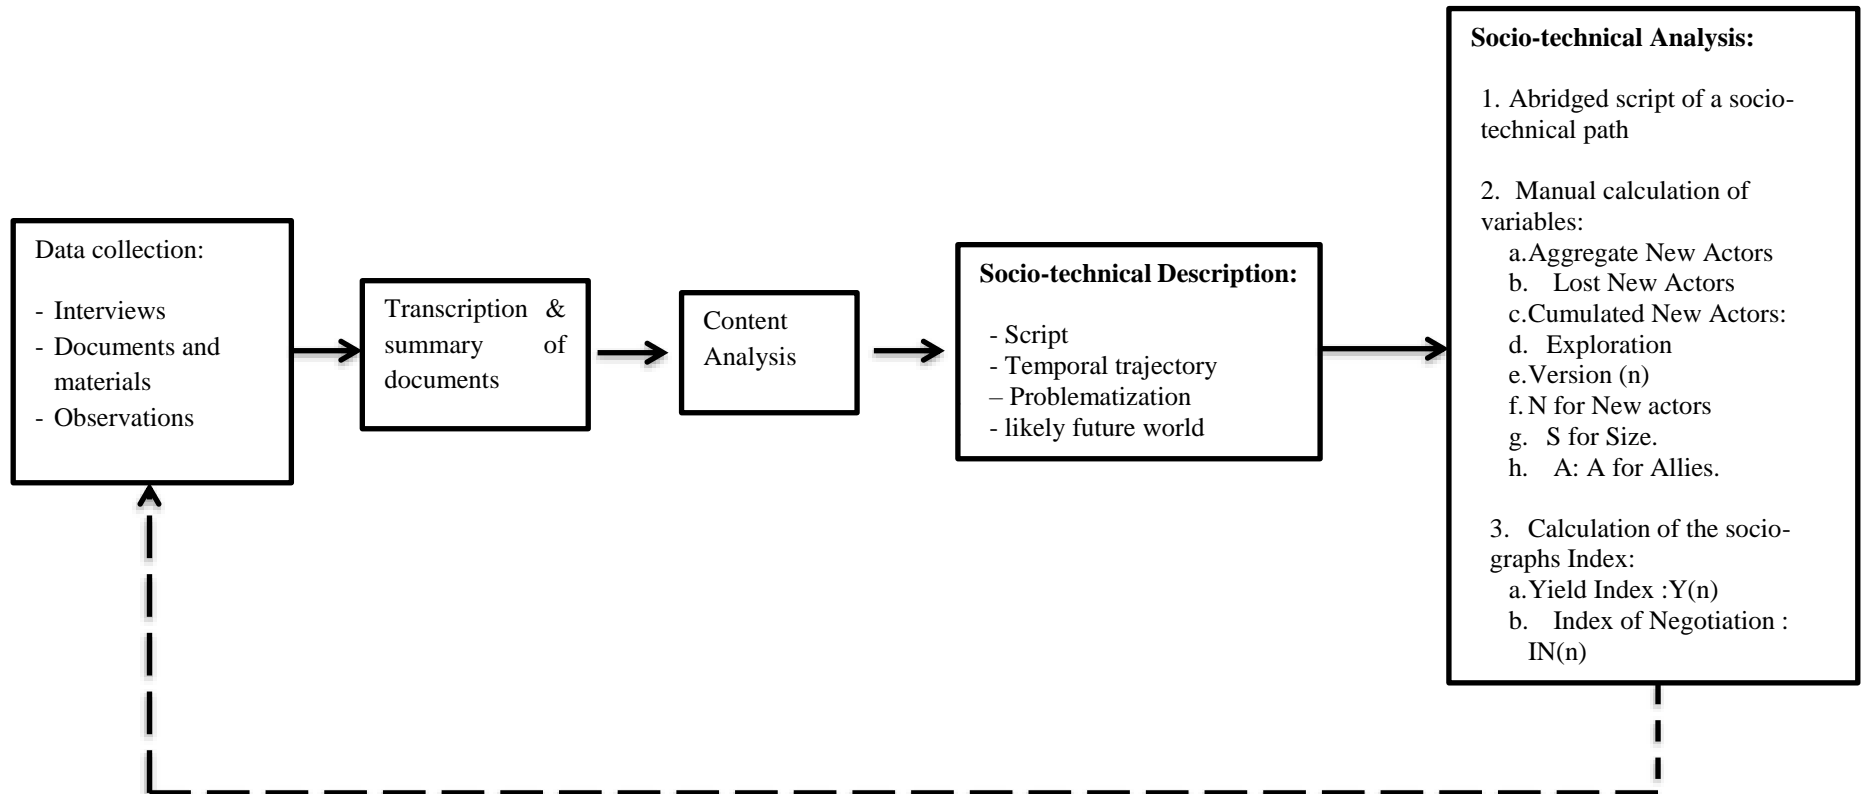 Data collection:
- Interviews
- Documents and
materials
- Observations
Transcription &
summary of
documents
Content
Analysis
Socio-technical Description:
- Script
- Temporal trajectory
– Problematization
- likely future world
Socio-technical Analysis:
1. Abridged script of a socio-
technical path
2. Manual calculation of
variables:
a.Aggregate New Actors
b. Lost New Actors
c.Cumulated New Actors:
d. Exploration
e.Version (n)
f. N for New actors
g. S for Size.
h. A: A for Allies.
3. Calculation of the socio-
graphs Index:
a.Yield Index :Y(n)
b. Index of Negotiation :
IN(n)